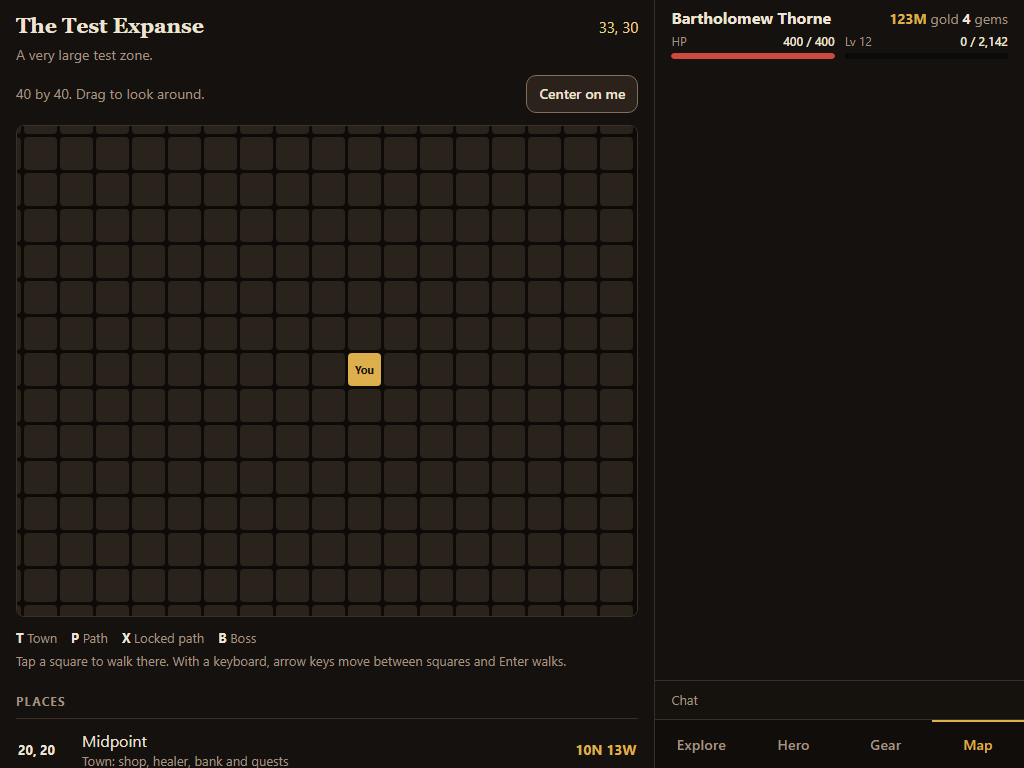 The Test Expanse
33, 30
A very large test zone.
40 by 40. Drag to look around.
Center on me
You
T Town P Path X Locked path B Boss
Tap a square to walk there. With a keyboard, arrow keys move between squares and Enter walks.
PLACES
20, 20
Midpoint
Town: shop, healer, bank and quests
10N 13W
Bartholomew Thorne
123M gold 4 gems
HP 400 / 400
Lv 12 0 / 2,142
Chat
Explore Hero Gear Map